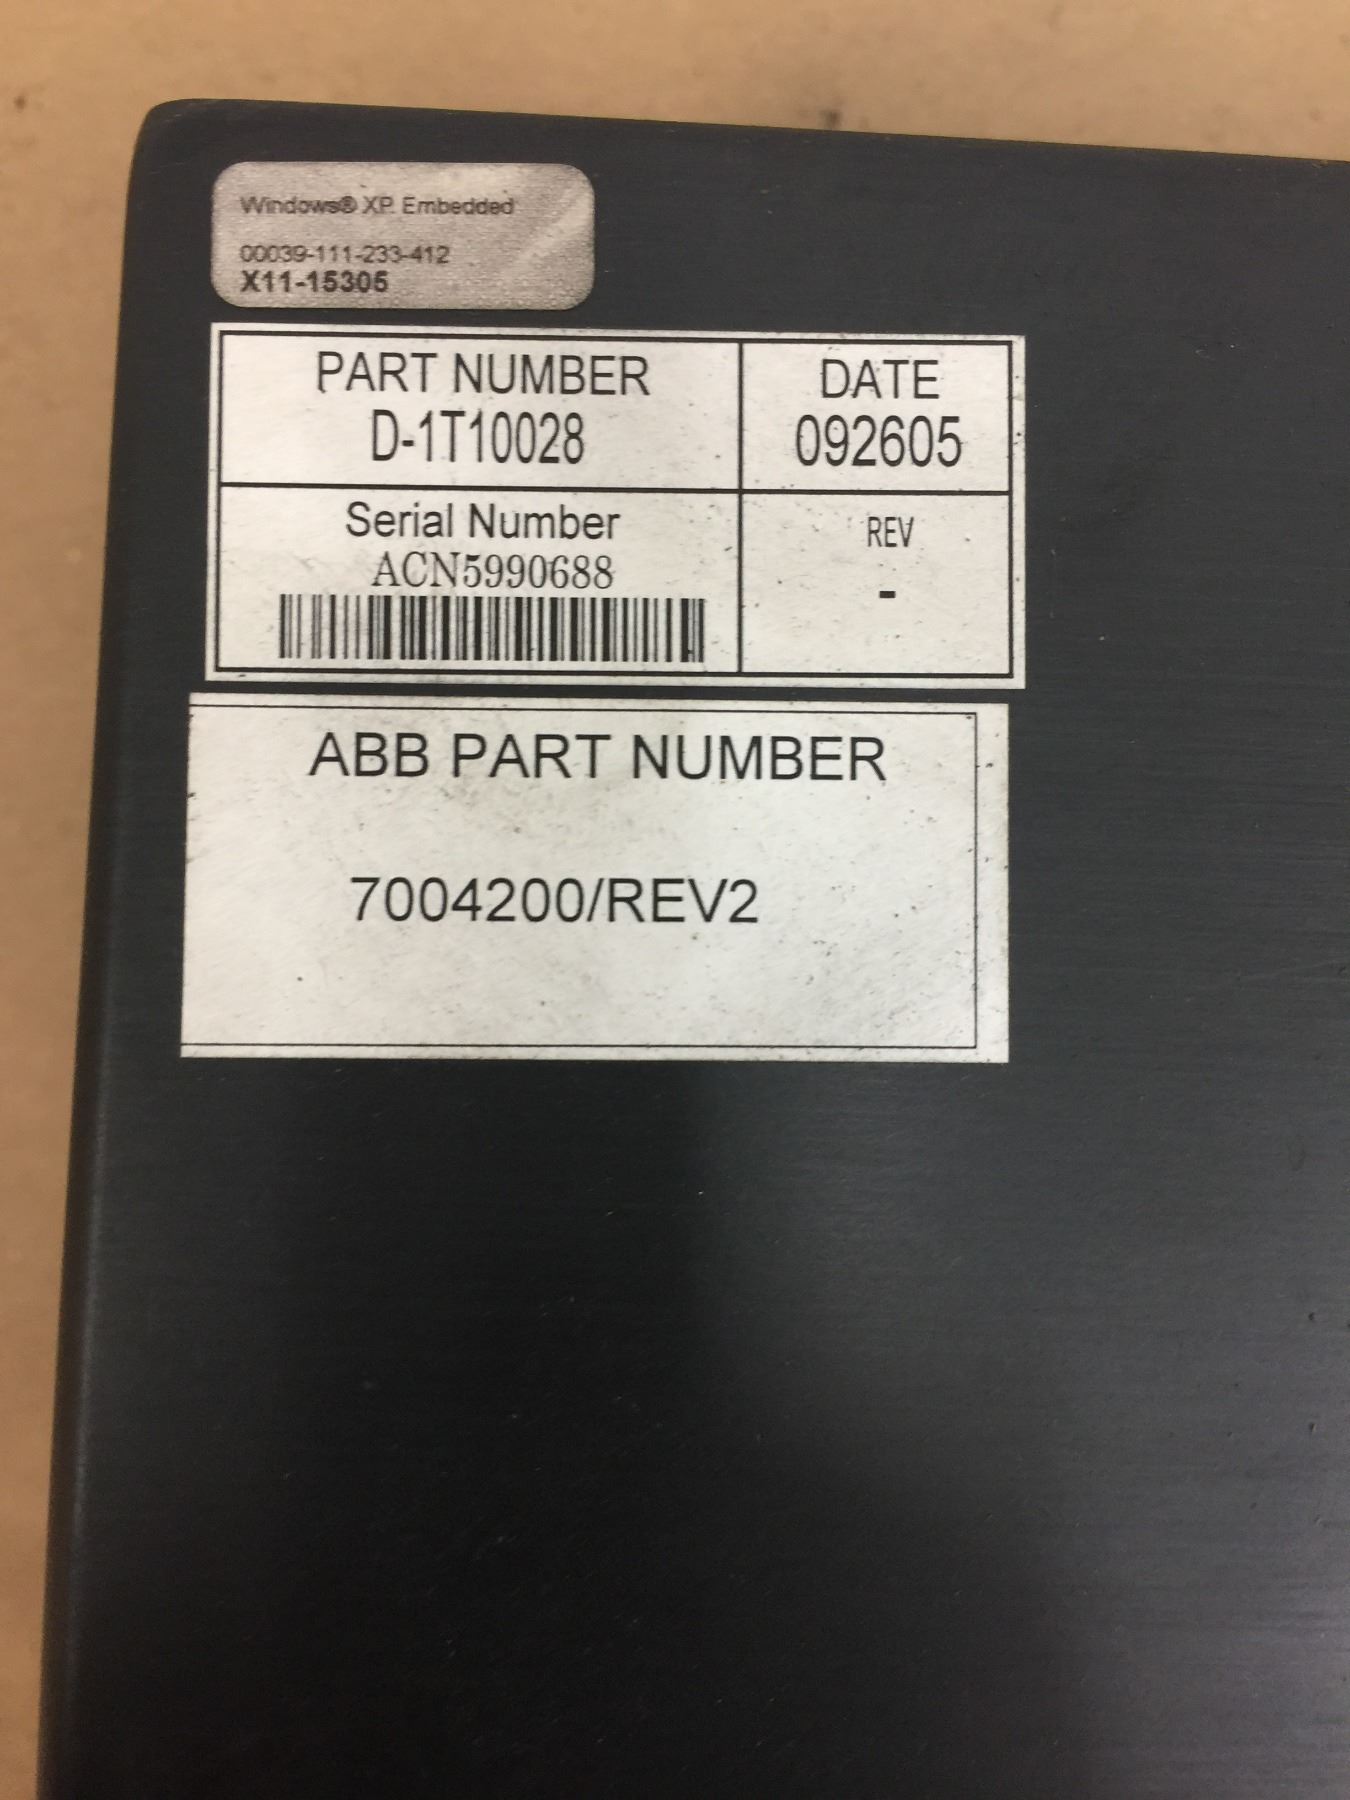 Windows® XP Embedded
00039-111-233-412
X11-15305
PART NUMBER
D-1T10028
DATE
092605
Serial Number
ACN5990688
REV
-
ABB PART NUMBER
7004200/REV2